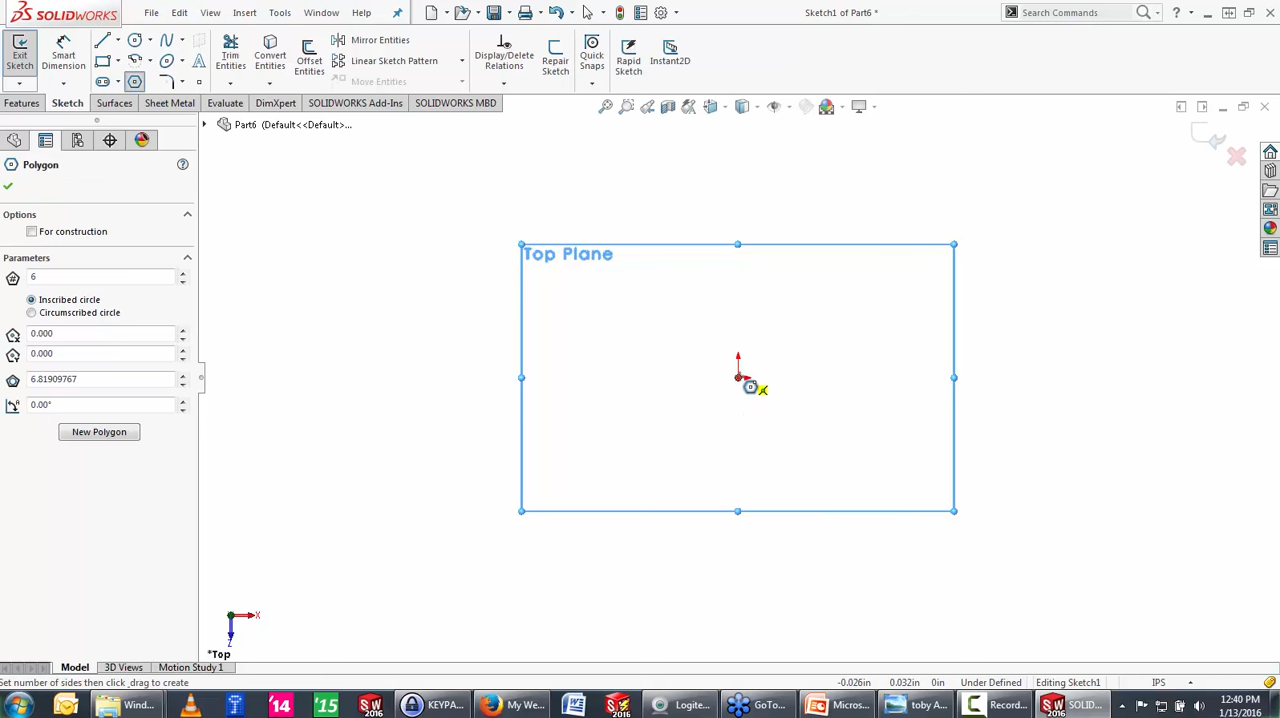 SOLIDWORKS File Edit View Insert Tools Window Help Sketch1 of Part6 * Search Commands
Exit Sketch
Smart Dimension
Trim Entities
Convert Entities
Offset Entities
Mirror Entities
Linear Sketch Pattern
Move Entities
Display/Delete Relations
Repair Sketch
Quick Snaps
Rapid Sketch
Instant2D
Features Sketch Surfaces Sheet Metal Evaluate DimXpert SOLIDWORKS Add-Ins SOLIDWORKS MBD
Part6 (Default<<Default>...
Polygon
Options
For construction
Parameters
6
Inscribed circle
Circumscribed circle
0.000
0.000
6.81909767
0.00°
New Polygon
Top Plane
X
Z
*Top
Model 3D Views Motion Study 1
Set number of sides then click _drag to create -0.026in 0.032in 0in Under Defined Editing Sketch1 IPS
Wind... '14 '15 SW 2016 KEYPA... My We... 2016 Logite... GoTo... Micros... toby A... Record... SW 2016 SOLID...
12:40 PM
1/13/2016